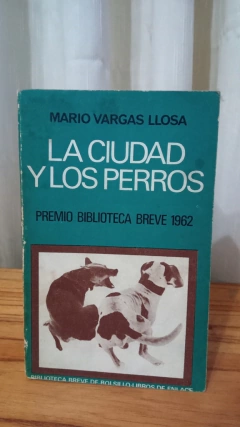 MARIO VARGAS LLOSA
LA CIUDAD
Y LOS PERROS
PREMIO BIBLIOTECA BREVE 1962
BIBLIOTECA BREVE DE BOLSILLO-LIBROS DE ENLACE